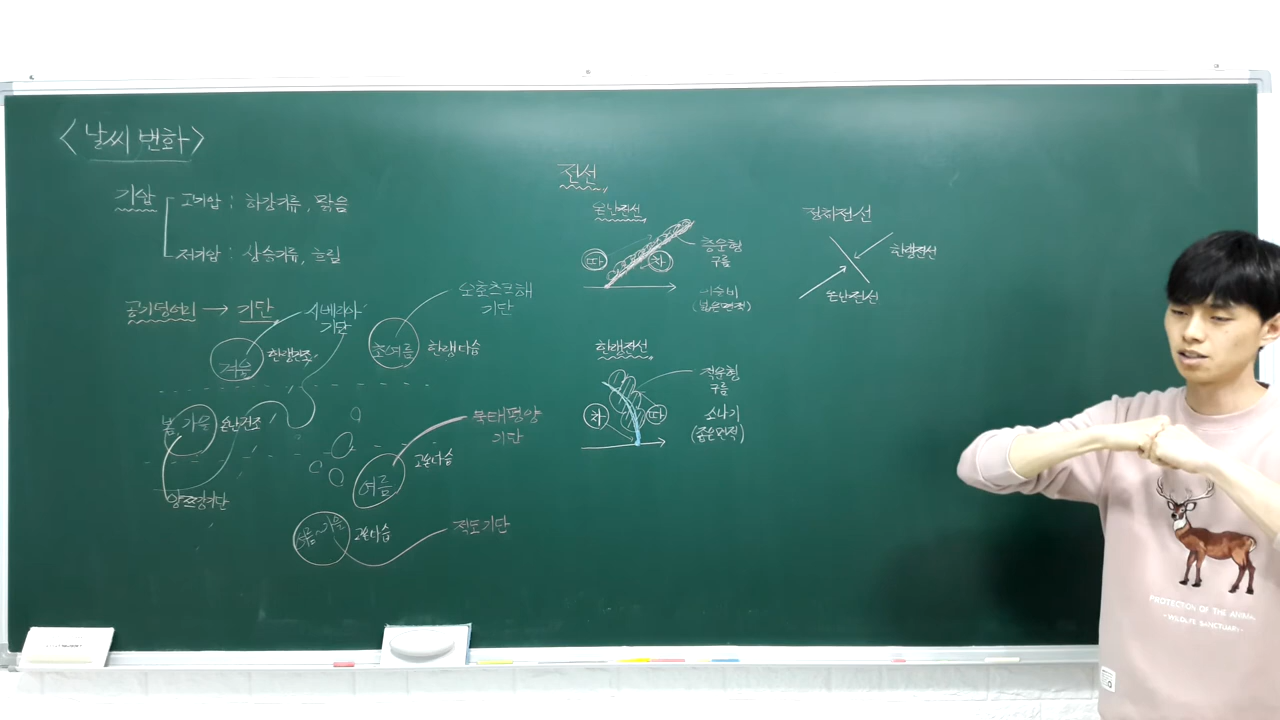 <날씨 변화>
기압
고기압 : 하강기류, 맑음
저기압 : 상승기류, 흐림
공기덩어리 → 기단
시베리아
기단
겨울
한랭건조
오호츠크해
기단
초여름
한랭다습
봄, 가을
온난건조
양쯔강기단
북태평양
기단
여름
고온다습
적도기단
여름~가을
고온다습
전선
온난전선
따
차
층운형
구름
가랑비
(넓은면적)
한랭전선
차
따
적운형
구름
소나기
(좁은면적)
정체전선
한랭전선
온난전선
PROTECTION OF THE ANIMAL
-WILDLIFE SANCTUARY-